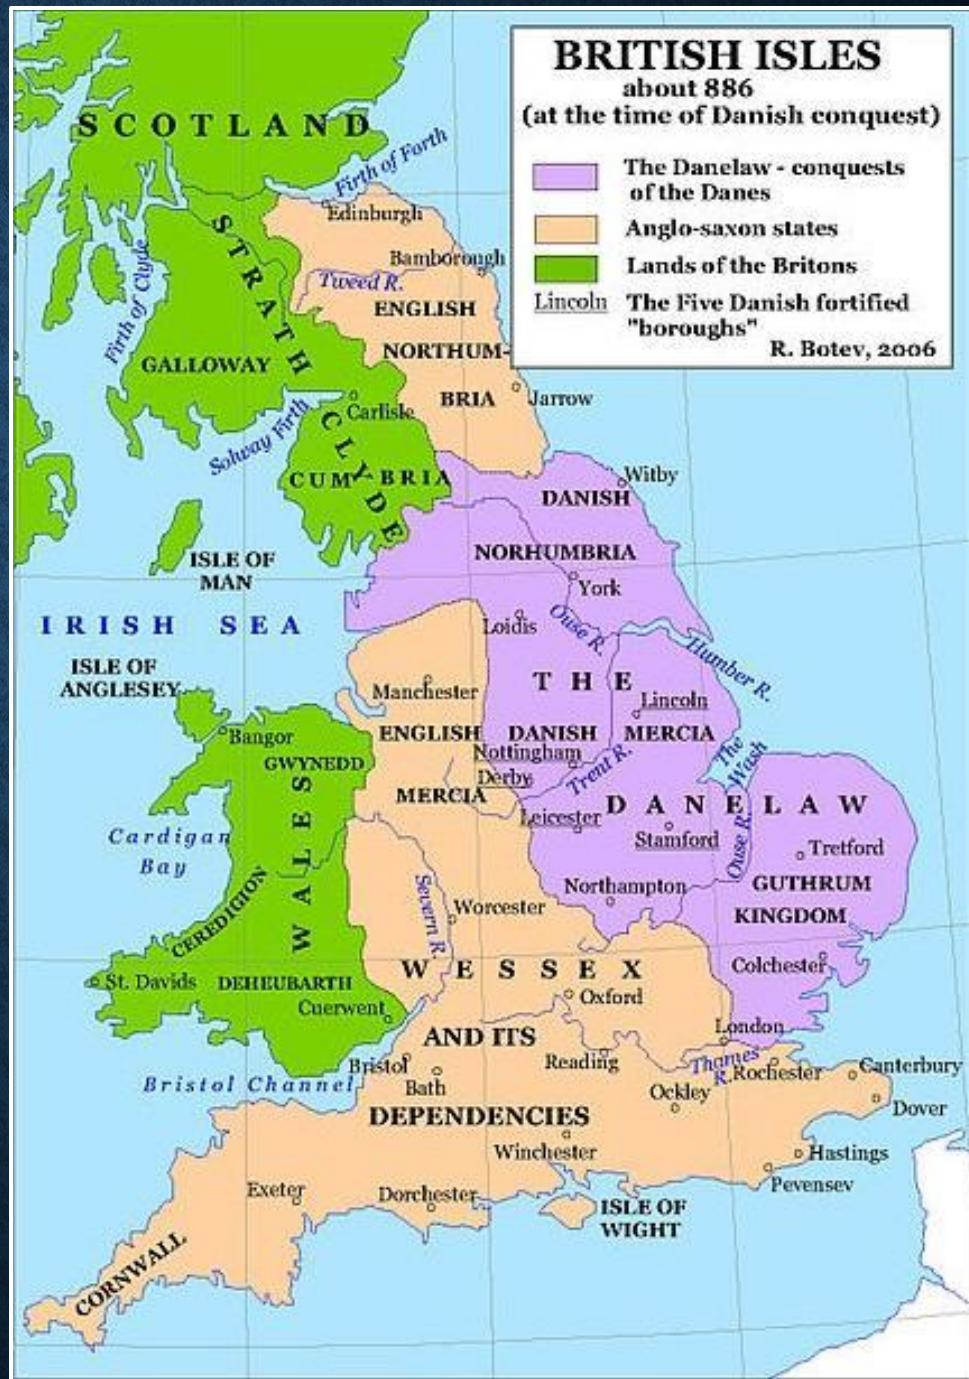 BRITISH ISLES
about 886
(at the time of Danish conquest)
The Danelaw - conquests
of the Danes
Anglo-saxon states
Lands of the Britons
Lincoln
The Five Danish fortified
"boroughs"
R. Botev, 2006
SCOTLAND
Firth of Forth
Edinburgh
STRATH
CLYDE
Firth of Clyde
Bamborough
Tweed R.
ENGLISH
NORTHUM-
BRIA
GALLOWAY
Jarrow
Carlisle
Solway Firth
CUMBRIA
Witby
DANISH
NORHUMBRIA
ISLE OF
MAN
York
IRISH SEA
Loidis
Ouse R.
Humber R.
ISLE OF
ANGLESEY
Manchester
THE
Lincoln
Bangor
ENGLISH
DANISH
MERCIA
The
Wash
GWYNEDD
Nottingham
Derby
Trent R.
MERCIA
DANELAW
Leicester
Cardigan
Bay
WALES
Stamford
Ouse R.
Tretford
Severn R.
Northampton
GUTHRUM
KINGDOM
CEREDIGION
Worcester
WESSEX
Colchester
St. Davids
DEHEUBARTH
Oxford
Cuerwent
AND ITS
London
Bristol
Reading
Thames
R.
Rochester
Canterbury
Bristol Channel
Bath
Ockley
Dover
DEPENDENCIES
Winchester
Hastings
Pevensev
Exeter
Dorchester
ISLE OF
WIGHT
CORNWALL